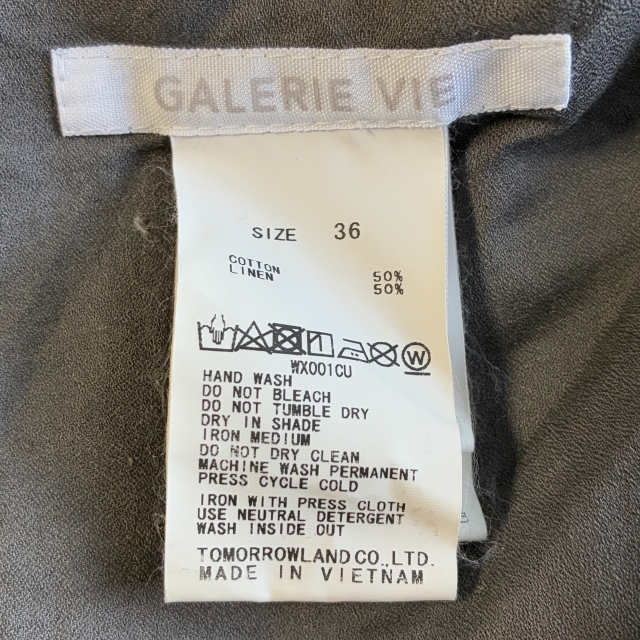 GALERIE VIE
SIZE 36
COTTON 50%
LINEN 50%
W
WX001CU
HAND WASH
DO NOT BLEACH
DO NOT TUMBLE DRY
DRY IN SHADE
IRON MEDIUM
DO NOT DRY CLEAN
MACHINE WASH PERMANENT
PRESS CYCLE COLD
IRON WITH PRESS CLOTH
USE NEUTRAL DETERGENT
WASH INSIDE OUT
TOMORROWLAND CO.,LTD.
MADE IN VIETNAM